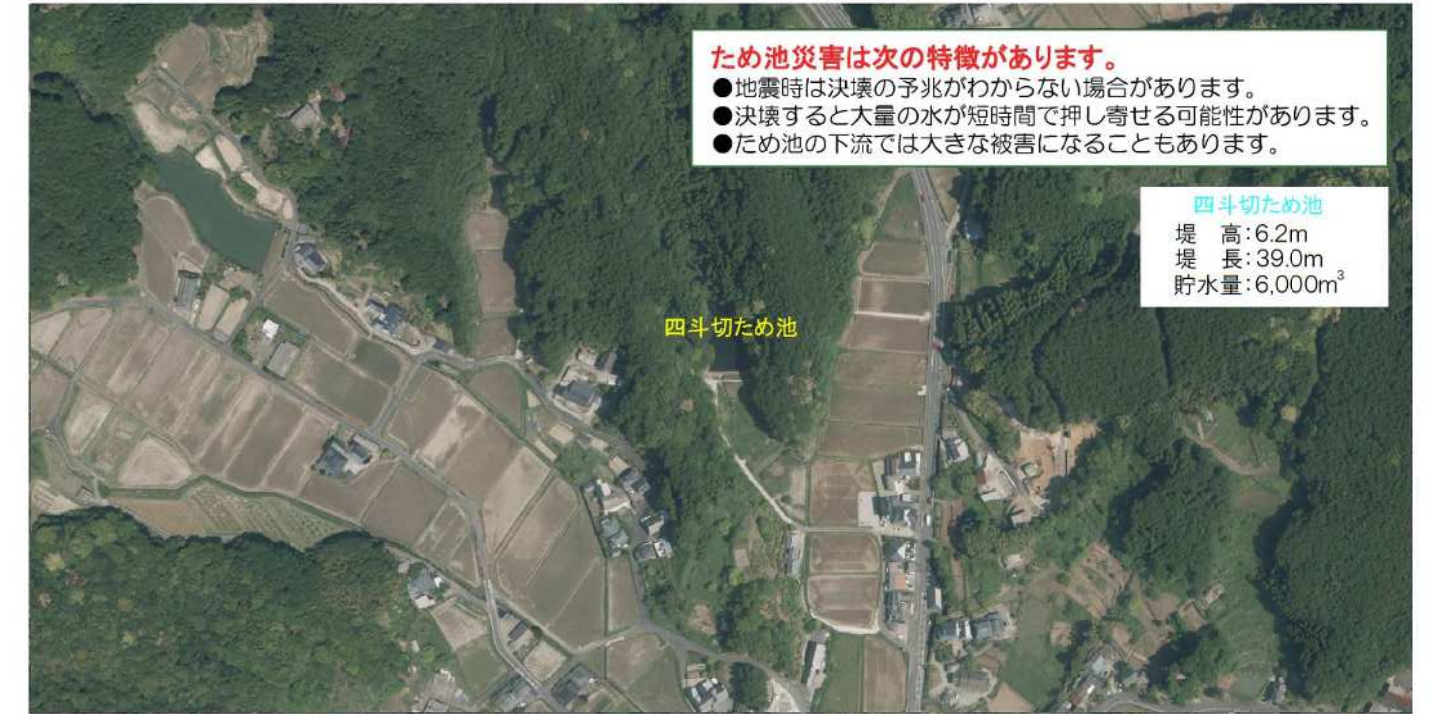 ため池災害は次の特徴があります。
●地震時は決壊の予兆がわからない場合があります。
●決壊すると大量の水が短時間で押し寄せる可能性があります。
●ため池の下流では大きな被害になることもあります。
四斗切ため池
堤　高:6.2m
堤　長:39.0m
貯水量:6,000m³
四斗切ため池